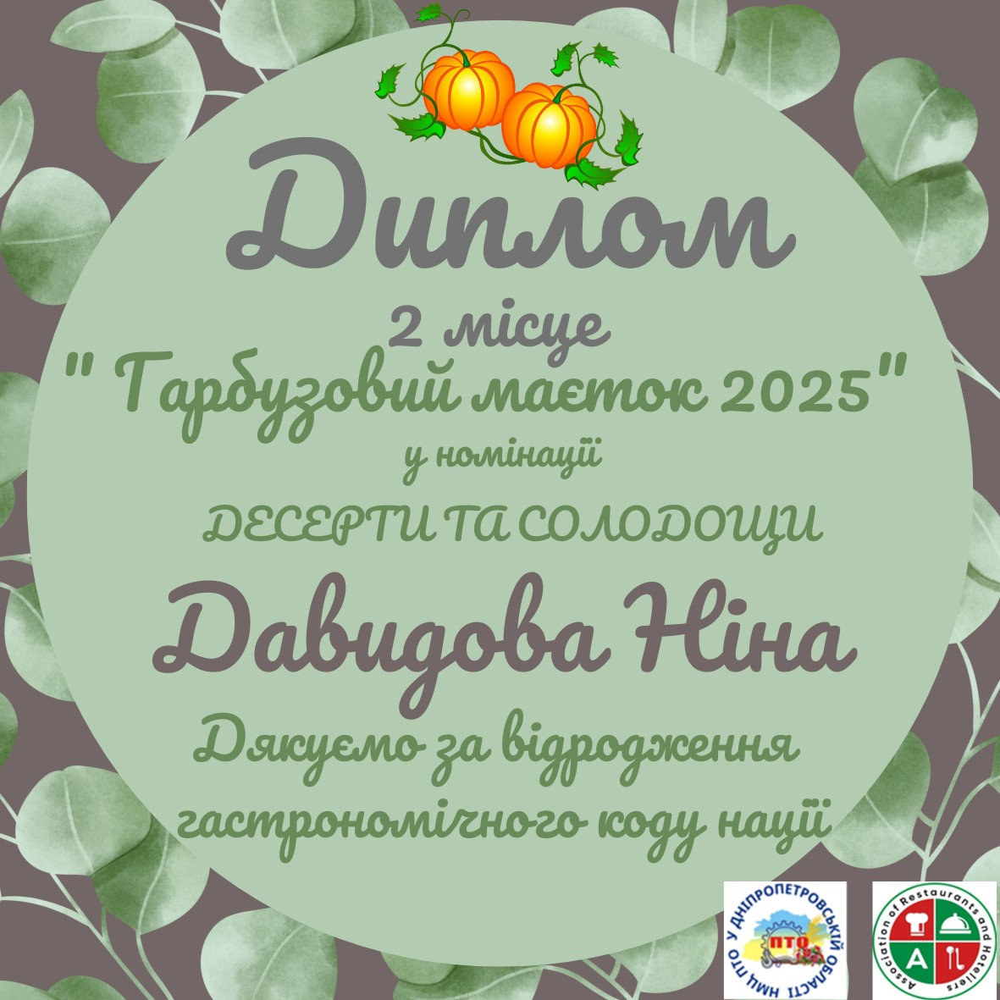 Диплом
2 місце
" Гарбузовий маєток 2025"
у номінації
ДЕСЕРТИ ТА СОЛОДОЩИ
Давидова Ніна
Дякуємо за відродження
гастрономічного коду нації
НМЦ ПТО У ДНІПРОПЕТРОВСЬКІЙ ОБЛАСТІ
ПТО
Association of Restaurants and Hoteliers
A